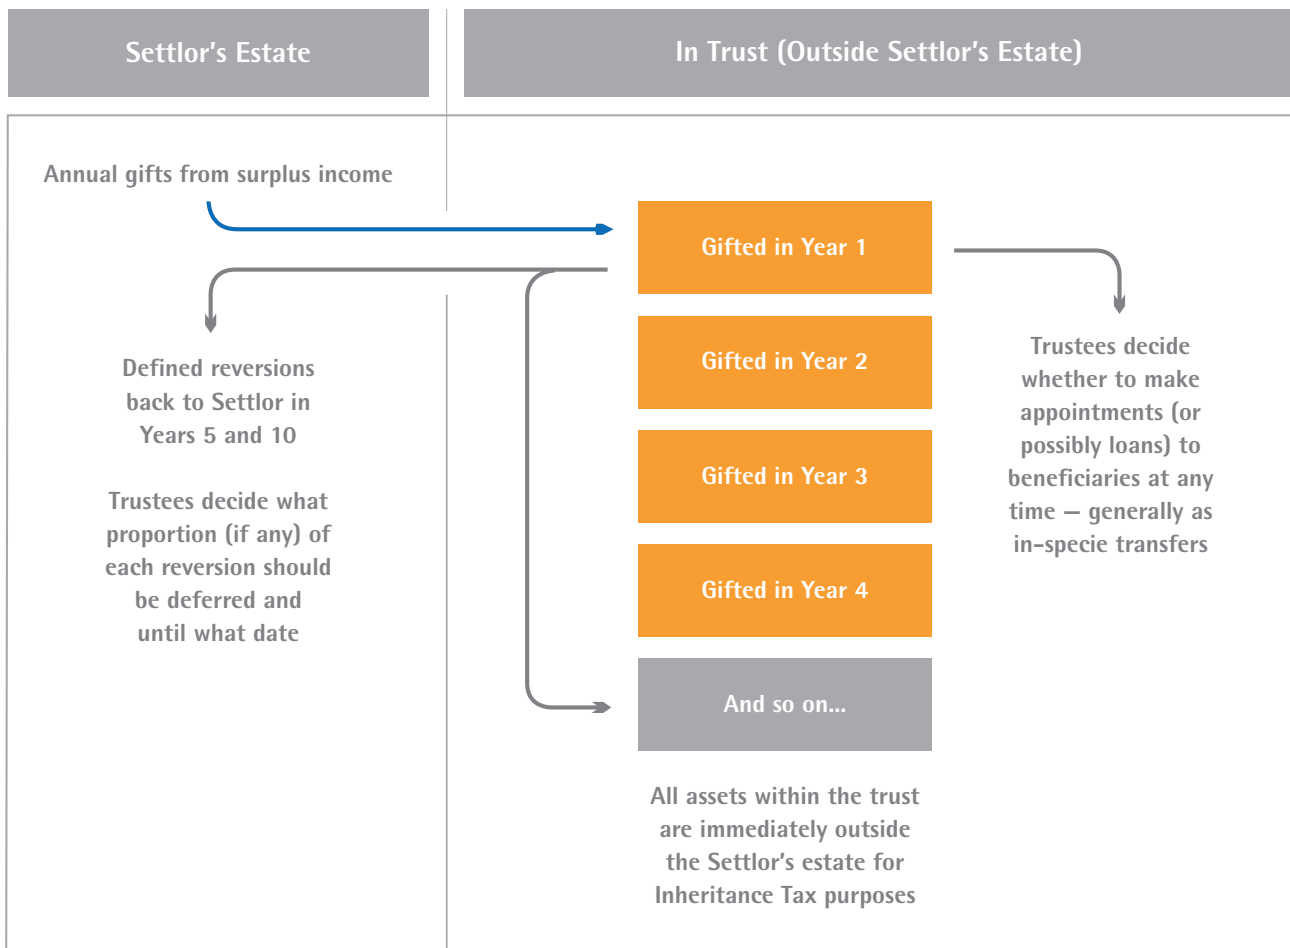 Settlor's Estate
In Trust (Outside Settlor's Estate)
Annual gifts from surplus income
Gifted in Year 1
Defined reversions
back to Settlor in
Years 5 and 10
Trustees decide what
proportion (if any) of
each reversion should
be deferred and
until what date
Gifted in Year 2
Gifted in Year 3
Gifted in Year 4
And so on...
All assets within the trust
are immediately outside
the Settlor's estate for
Inheritance Tax purposes
Trustees decide
whether to make
appointments (or
possibly loans) to
beneficiaries at any
time – generally as
in-specie transfers